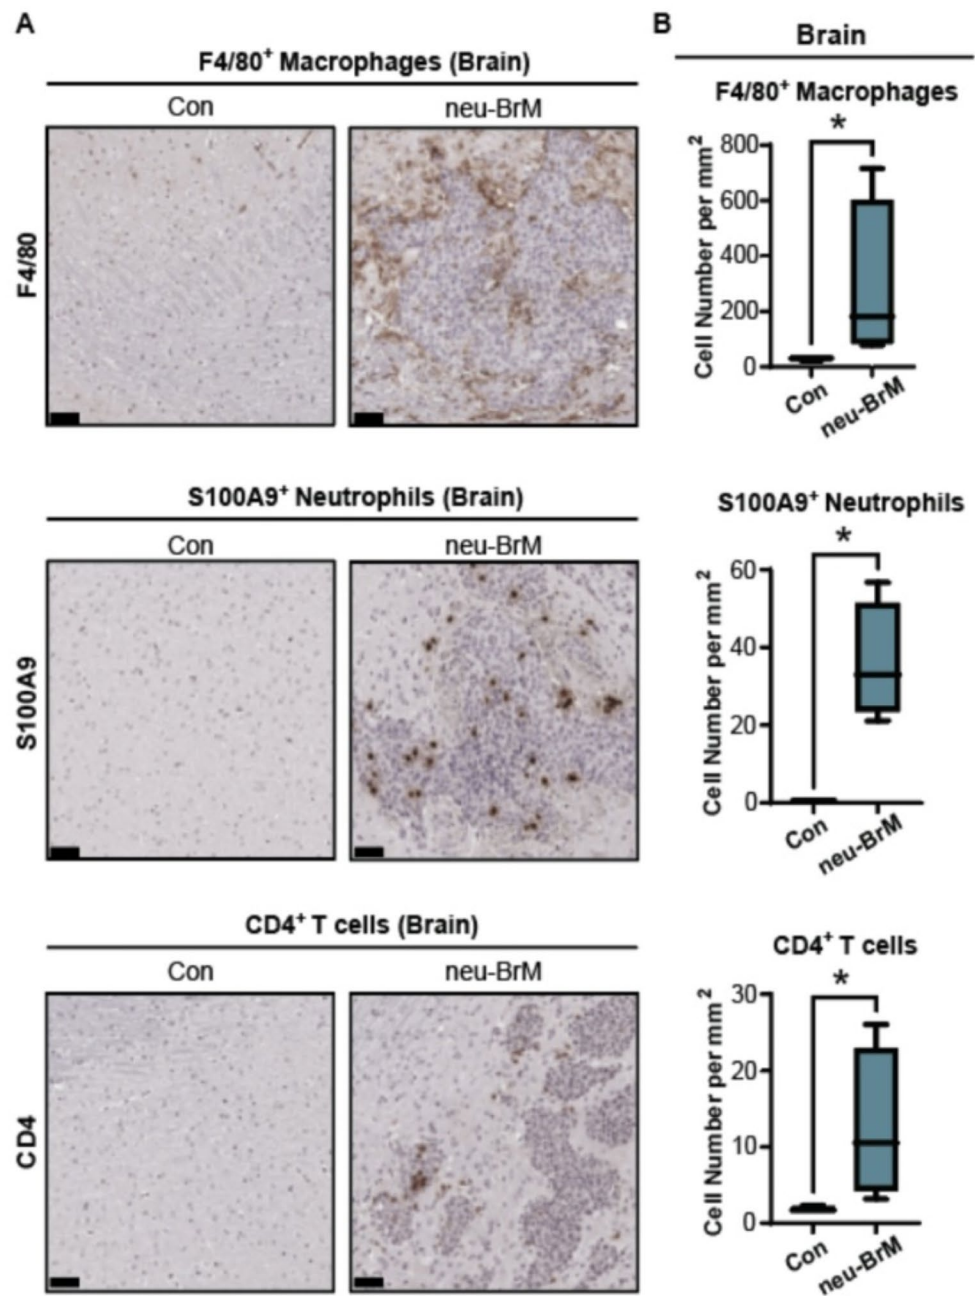 A
F4/80⁺ Macrophages (Brain)
Con neu-BrM
F4/80
S100A9⁺ Neutrophils (Brain)
Con neu-BrM
S100A9
CD4⁺ T cells (Brain)
Con neu-BrM
CD4
B
Brain
F4/80⁺ Macrophages
*
Cell Number per mm²
800
600
400
200
0
Con
neu-BrM
S100A9⁺ Neutrophils
*
Cell Number per mm²
60
40
20
0
Con
neu-BrM
CD4⁺ T cells
*
Cell Number per mm²
30
20
10
0
Con
neu-BrM